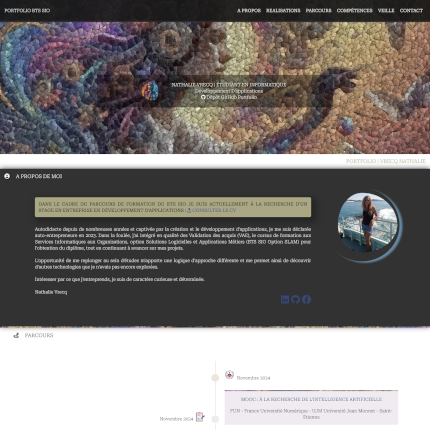 PORTFOLIO BTS SIO
A PROPOS REALISATIONS PARCOURS COMPÉTENCES VEILLE CONTACT
NATHALIE VRECQ | ÉTUDIANT EN INFORMATIQUE
Développement D'applications
Dépôt GitHub Portfolio
PORTFOLIO | VRECQ NATHALIE
A PROPOS DE MOI
DANS LE CADRE DU PARCOURS DE FORMATION DU BTS SIO JE SUIS ACTUELLEMENT À LA RECHERCHE D'UN
STAGE EN ENTREPRISE EN DÉVELOPPEMENT D'APPLICATIONS | CONSULTER LE CV
Autodidacte depuis de nombreuses années et captivée par la création et le développement d'applications, je me suis déclarée
auto-entrepreneure en 2023. Dans la foulée, j'ai intégré en qualité des Validation des acquis (VAE), le cursus de formation aux
Services Informatiques aux Organisations, option Solutions Logicielles et Applications Métiers (BTS SIO Option SLAM) pour
l'obtention du diplôme, tout en continuant à avancer sur mes projets.
L'opportunité de me replonger au sein d'études m'apporte une logique d'approche différente et me permet ainsi de découvrir
d'autres technologies que je n'avais pas encore explorées.
Intéresser par ce que j'entreprends, je suis de caractère curieuse et déterminée.
Nathalie Vrecq
PARCOURS
Novembre 2024
MOOC : À LA RECHERCHE DE L'INTELLIGENCE ARTIFICIELLE
FUN - France Université Numérique - UJM Université Jean Monnet - Saint-
Étienne
Novembre 2024